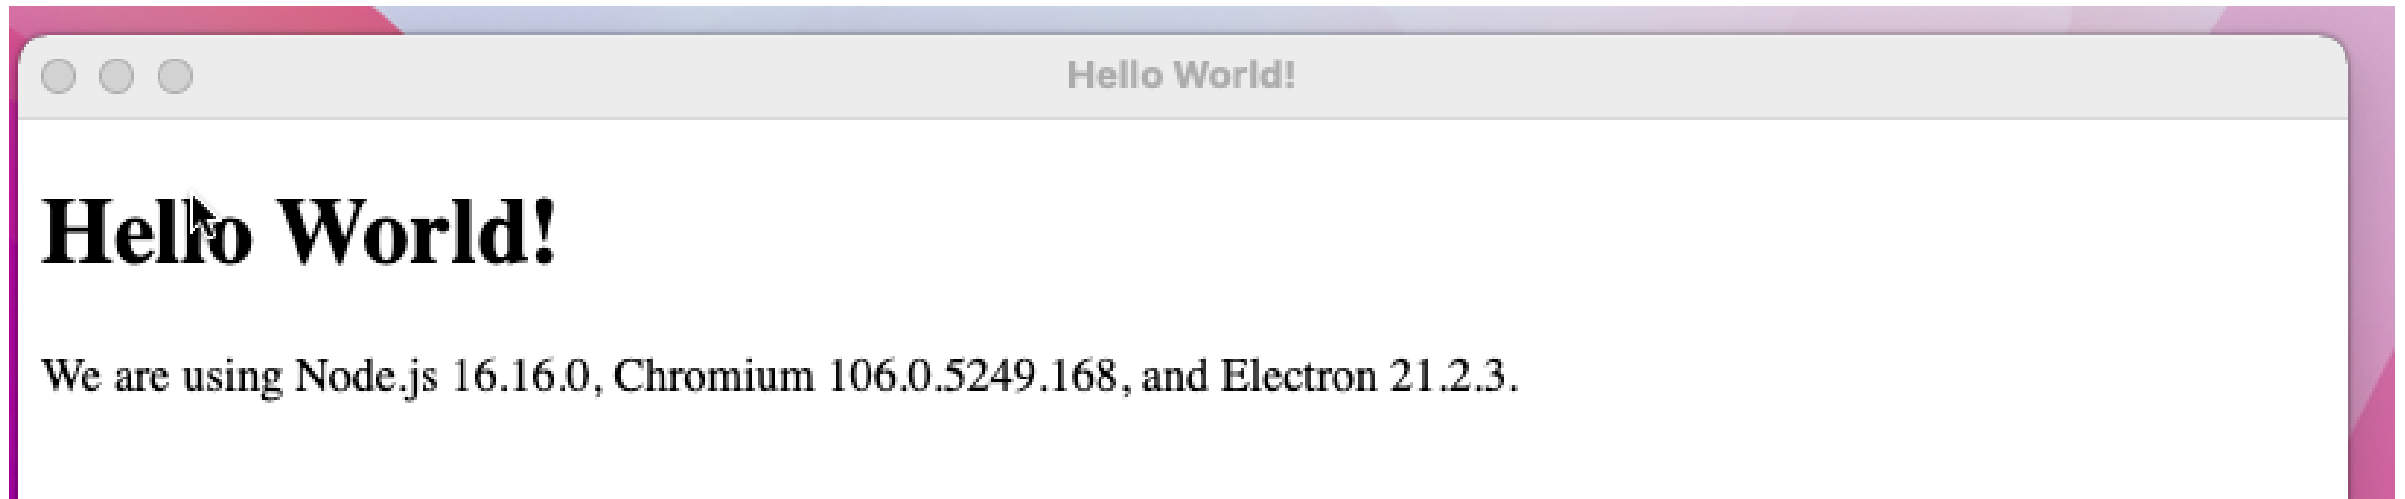 Hello World!
Hello World!
We are using Node.js 16.16.0, Chromium 106.0.5249.168, and Electron 21.2.3.